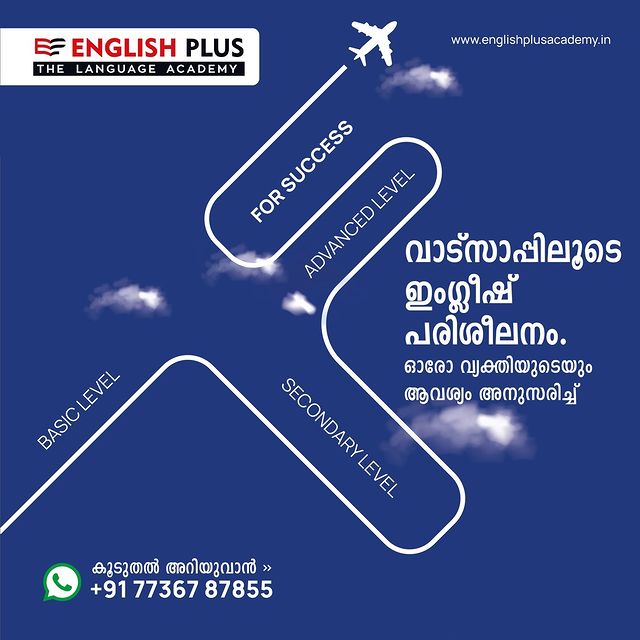 ENGLISH PLUS
THE LANGUAGE ACADEMY
www.englishplusacademy.in
FOR SUCCESS
ADVANCED LEVEL
വാട്സാപ്പിലൂടെ
ഇംഗ്ലീഷ്
പരിശീലനം.
ഓരോ വ്യക്തിയുടെയും
ആവശ്യം അനുസരിച്ച്
BASIC LEVEL
SECONDARY LEVEL
കൂടുതൽ അറിയുവാൻ »
+91 77367 87855